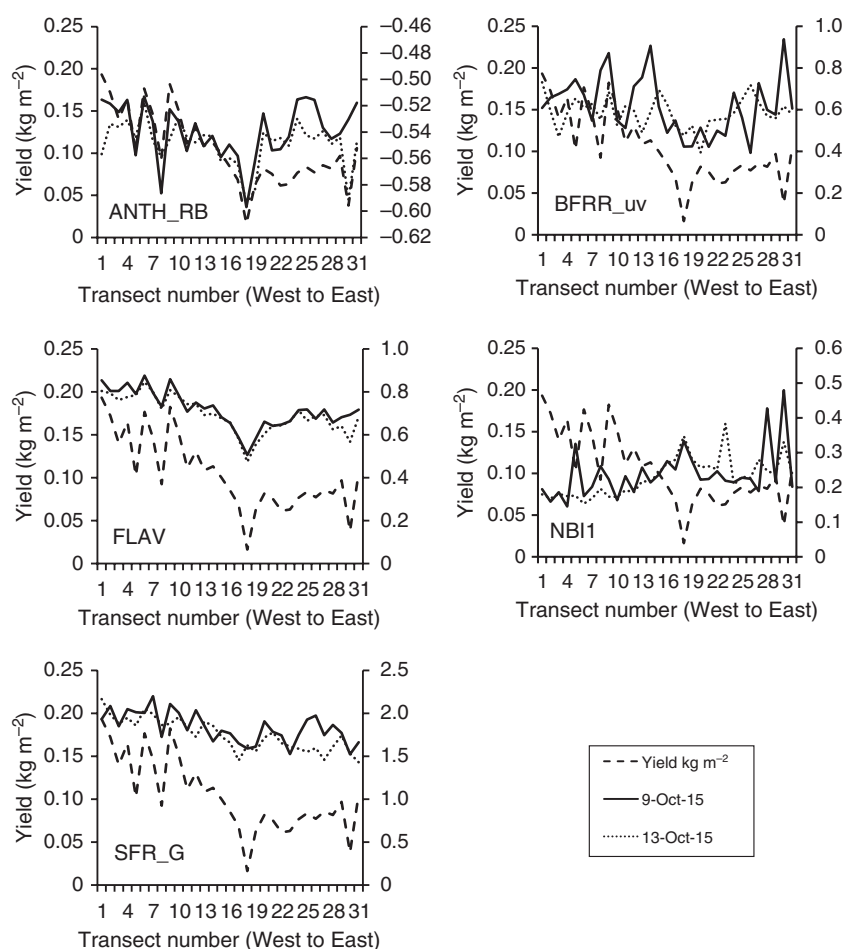 0.25
0.20
0.15
0.10
0.05
0
Yield (kg m⁻²)
–0.46
–0.48
–0.50
–0.52
–0.54
–0.56
–0.58
–0.60
–0.62
ANTH_RB
1 4 7 10 13 16 19 22 25 28 31
Transect number (West to East)
0.25
0.20
0.15
0.10
0.05
0
Yield (kg m⁻²)
1.0
0.8
0.6
0.4
0.2
0
BFRR_uv
1 4 7 10 13 16 19 22 25 28 31
Transect number (West to East)
0.25
0.20
0.15
0.10
0.05
0
Yield (kg m⁻²)
1.0
0.8
0.6
0.4
0.2
0
FLAV
1 4 7 10 13 16 19 22 25 28 31
Transect number (West to East)
0.25
0.20
0.15
0.10
0.05
0
Yield (kg m⁻²)
0.6
0.5
0.4
0.3
0.2
0.1
0
NBI1
1 4 7 10 13 16 19 22 25 28 31
Transect number (West to East)
0.25
0.20
0.15
0.10
0.05
0
Yield (kg m⁻²)
2.5
2.0
1.5
1.0
0.5
0
SFR_G
1 4 7 10 13 16 19 22 25 28 31
Transect number (West to East)
Yield kg m⁻²
9-Oct-15
13-Oct-15